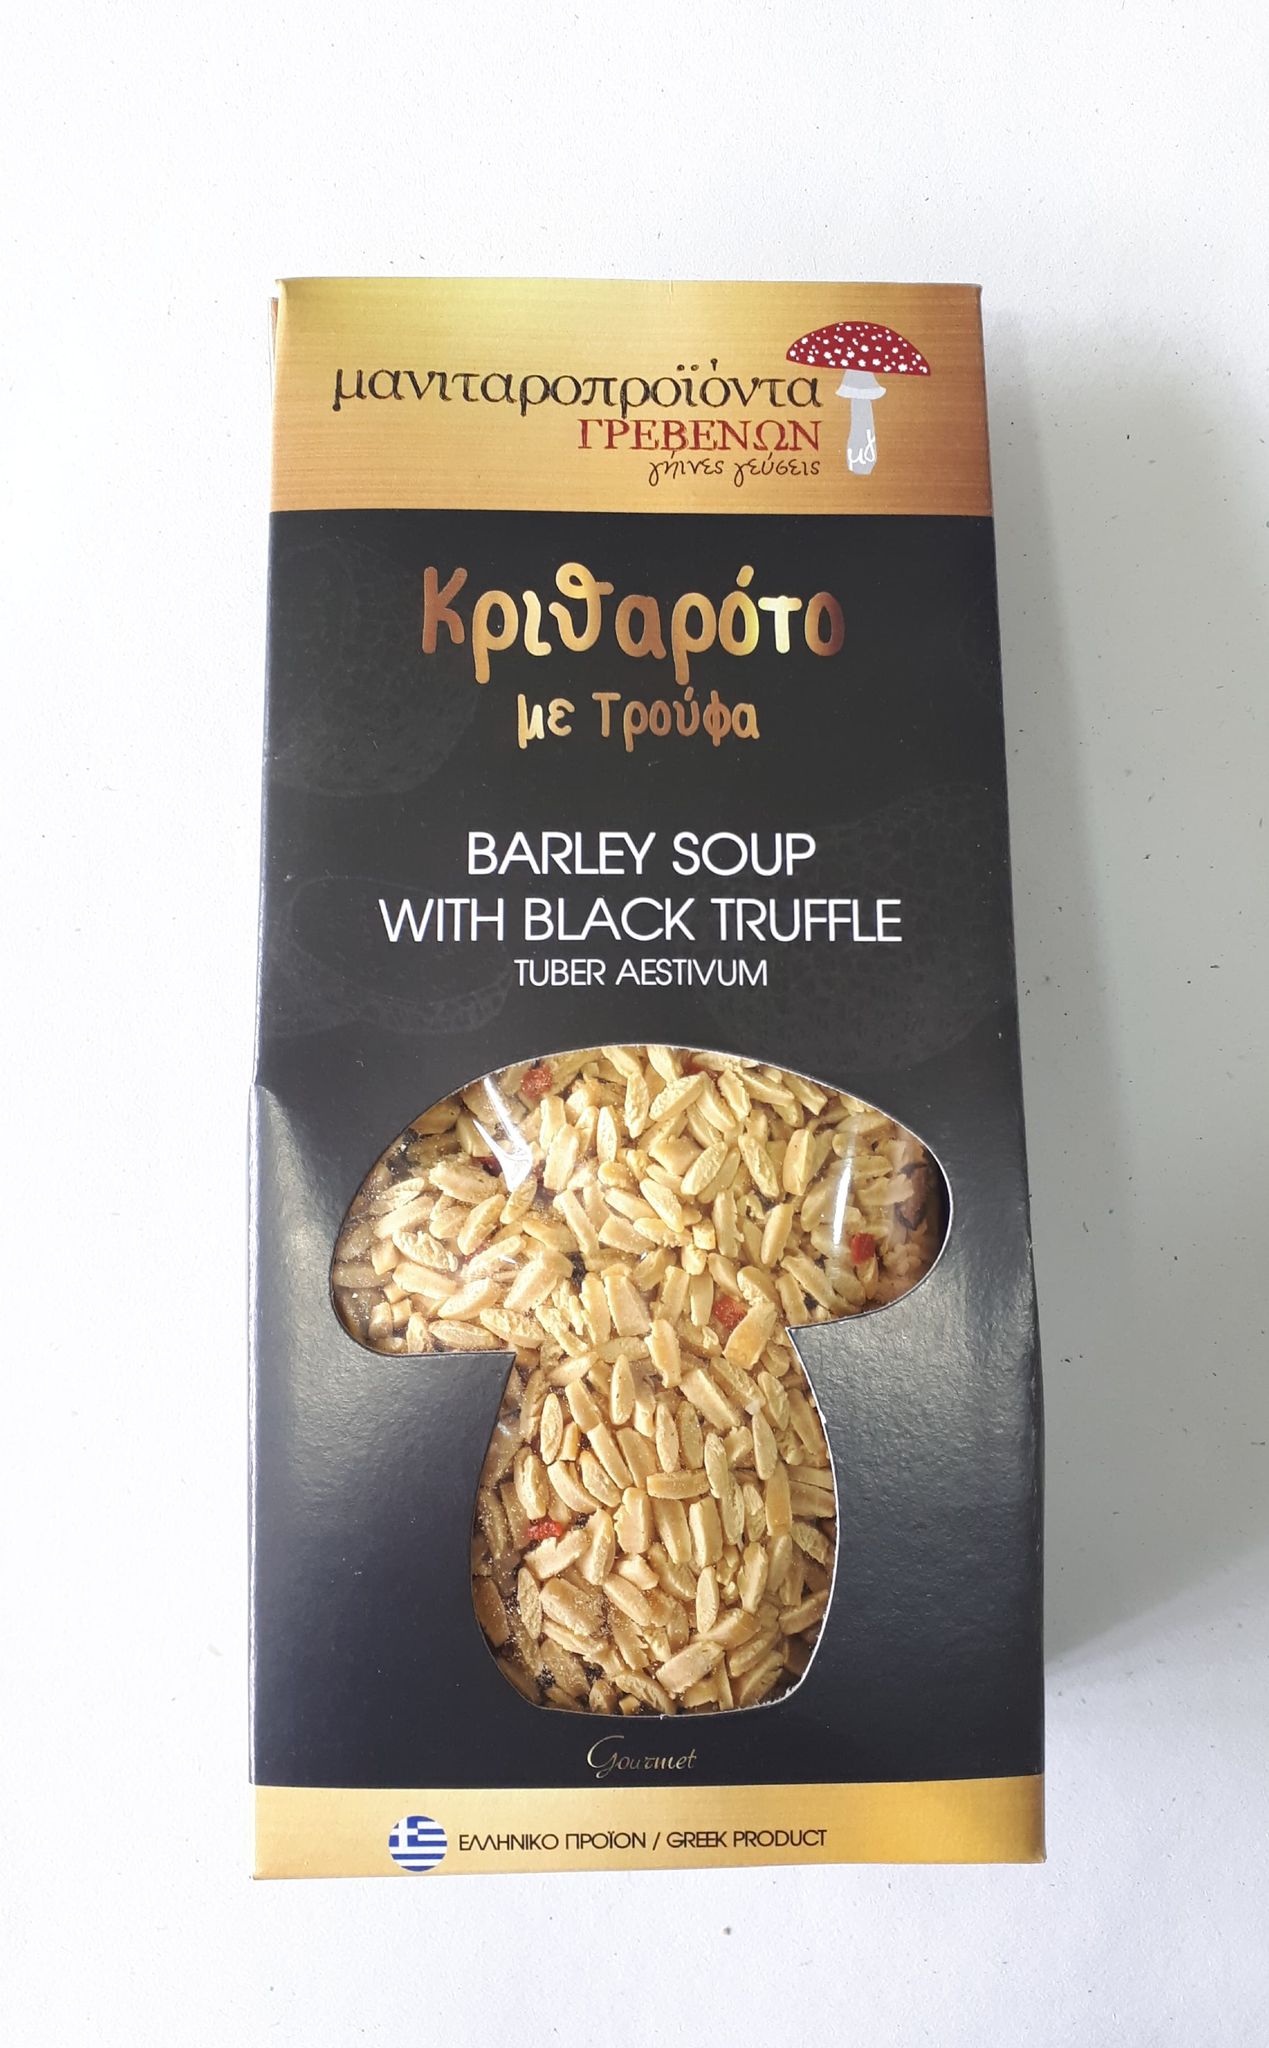 μανιταροπροϊόντα
ΓΡΕΒΕΝΩΝ
γήινες γεύσεις
μγ
Κριθαρότο
με Τρούφα
BARLEY SOUP
WITH BLACK TRUFFLE
TUBER AESTIVUM
Gourmet
ΕΛΛΗΝΙΚΟ ΠΡΟΪΟΝ / GREEK PRODUCT